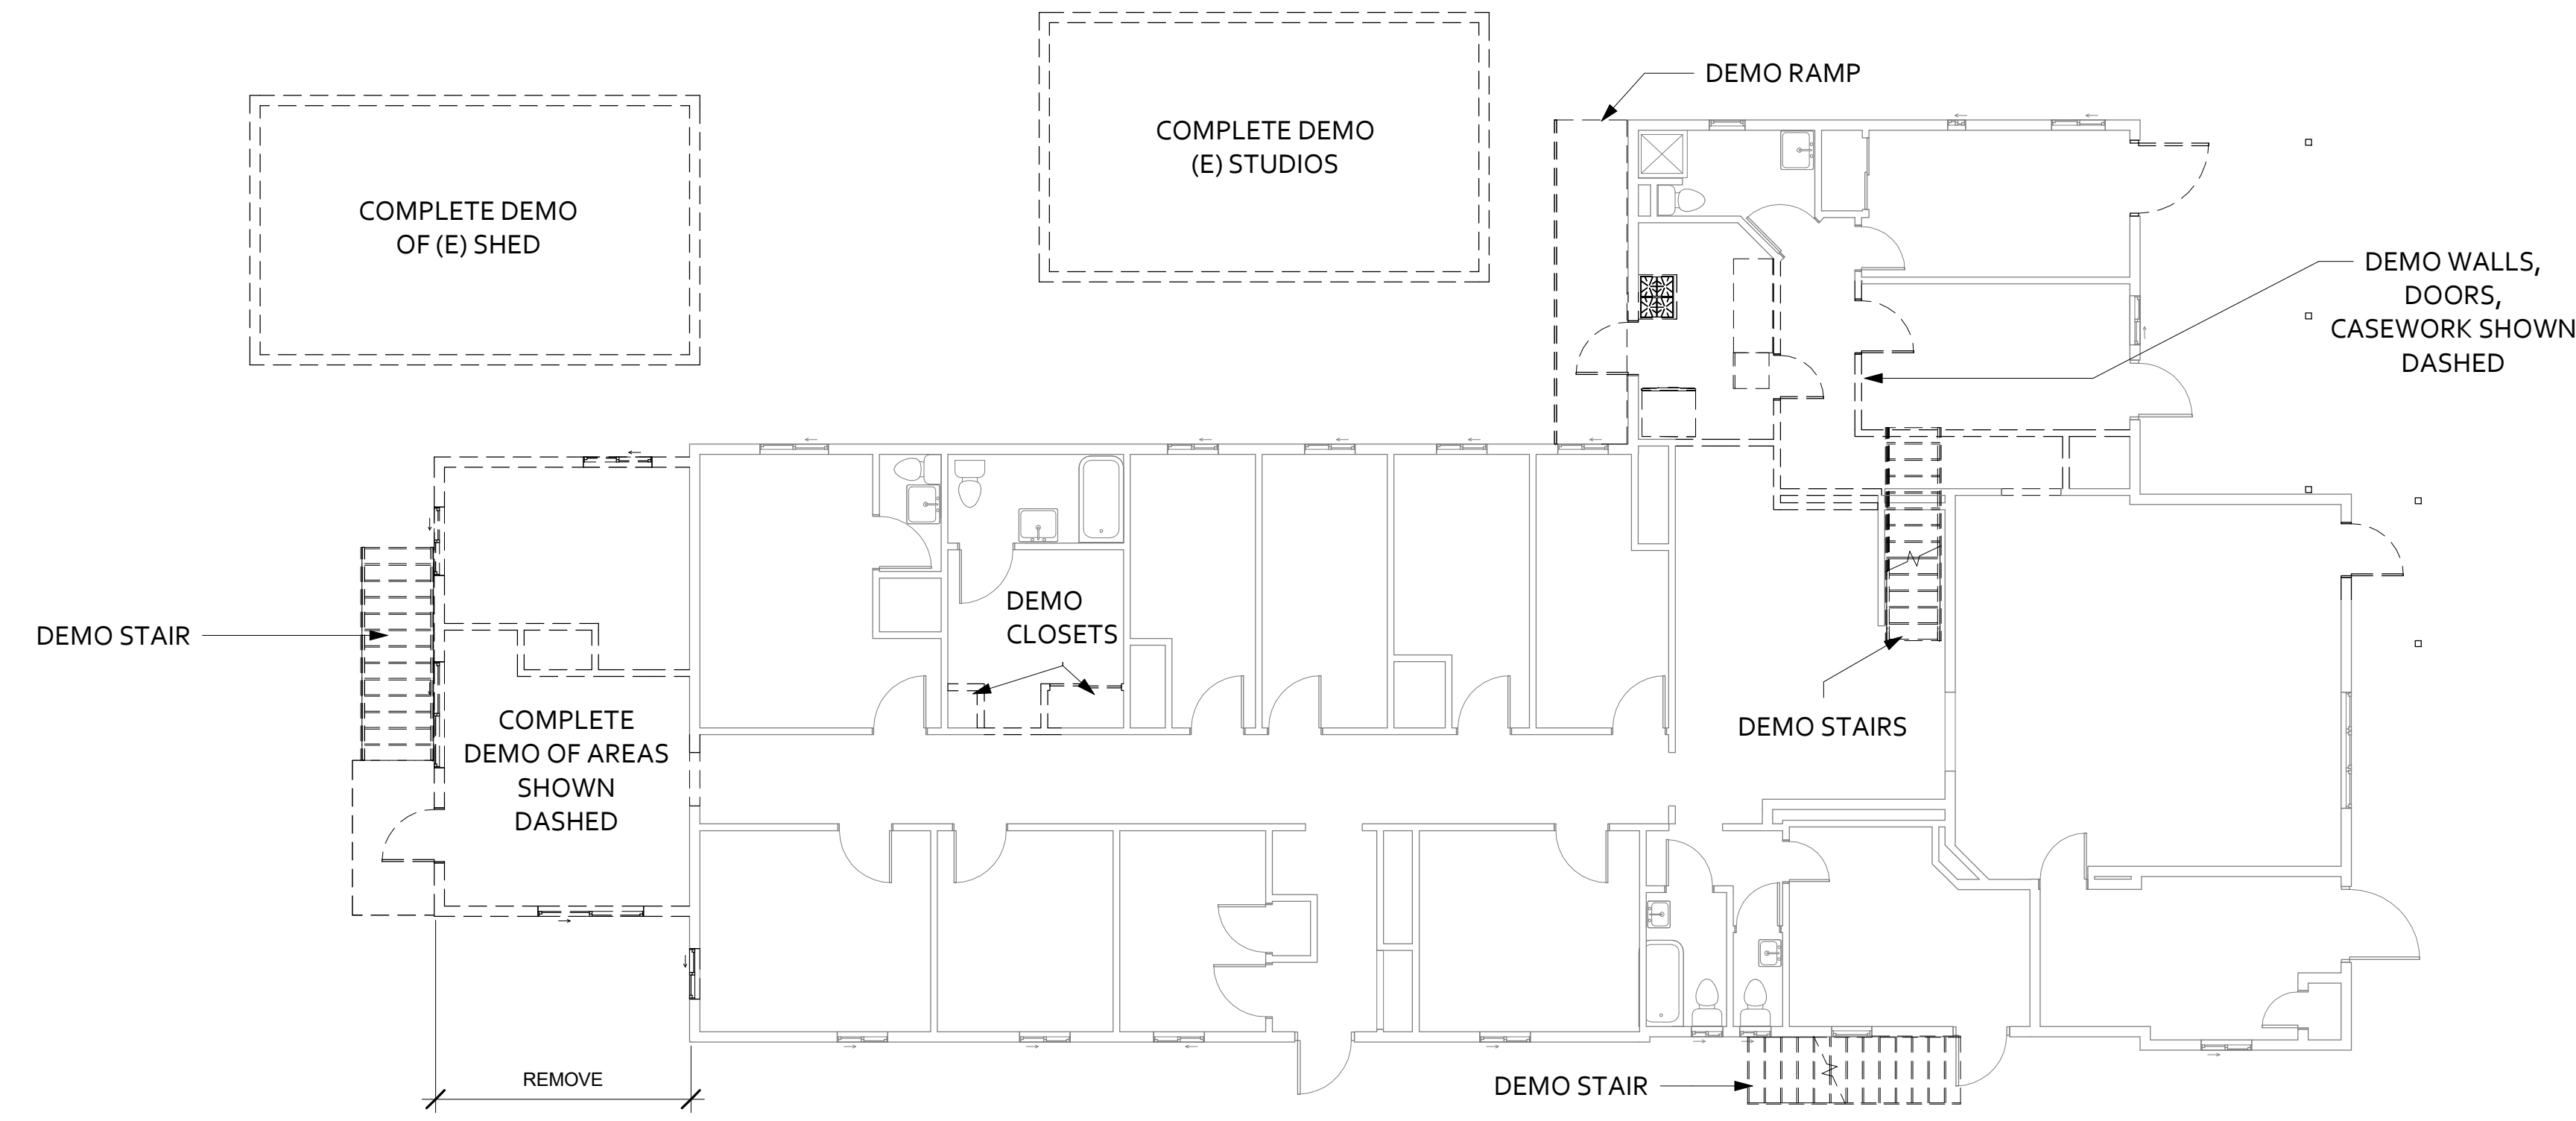 DEMO RAMP
COMPLETE DEMO
(E) STUDIOS
COMPLETE DEMO
OF (E) SHED
DEMO WALLS,
DOORS,
CASEWORK SHOWN
DASHED
DEMO
CLOSETS
DEMO STAIR
COMPLETE
DEMO OF AREAS
SHOWN
DASHED
DEMO STAIRS
REMOVE
DEMO STAIR